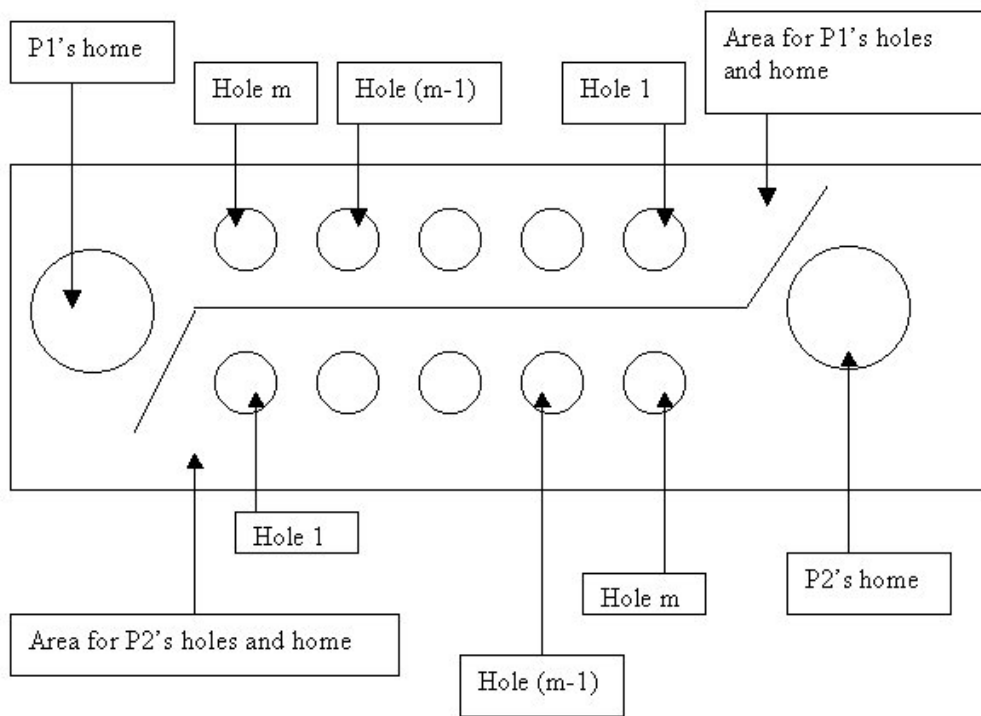 P1's home
Hole m
Hole (m-1)
Hole 1
Area for P1's holes
and home
Hole 1
Hole m
P2's home
Area for P2's holes and home
Hole (m-1)